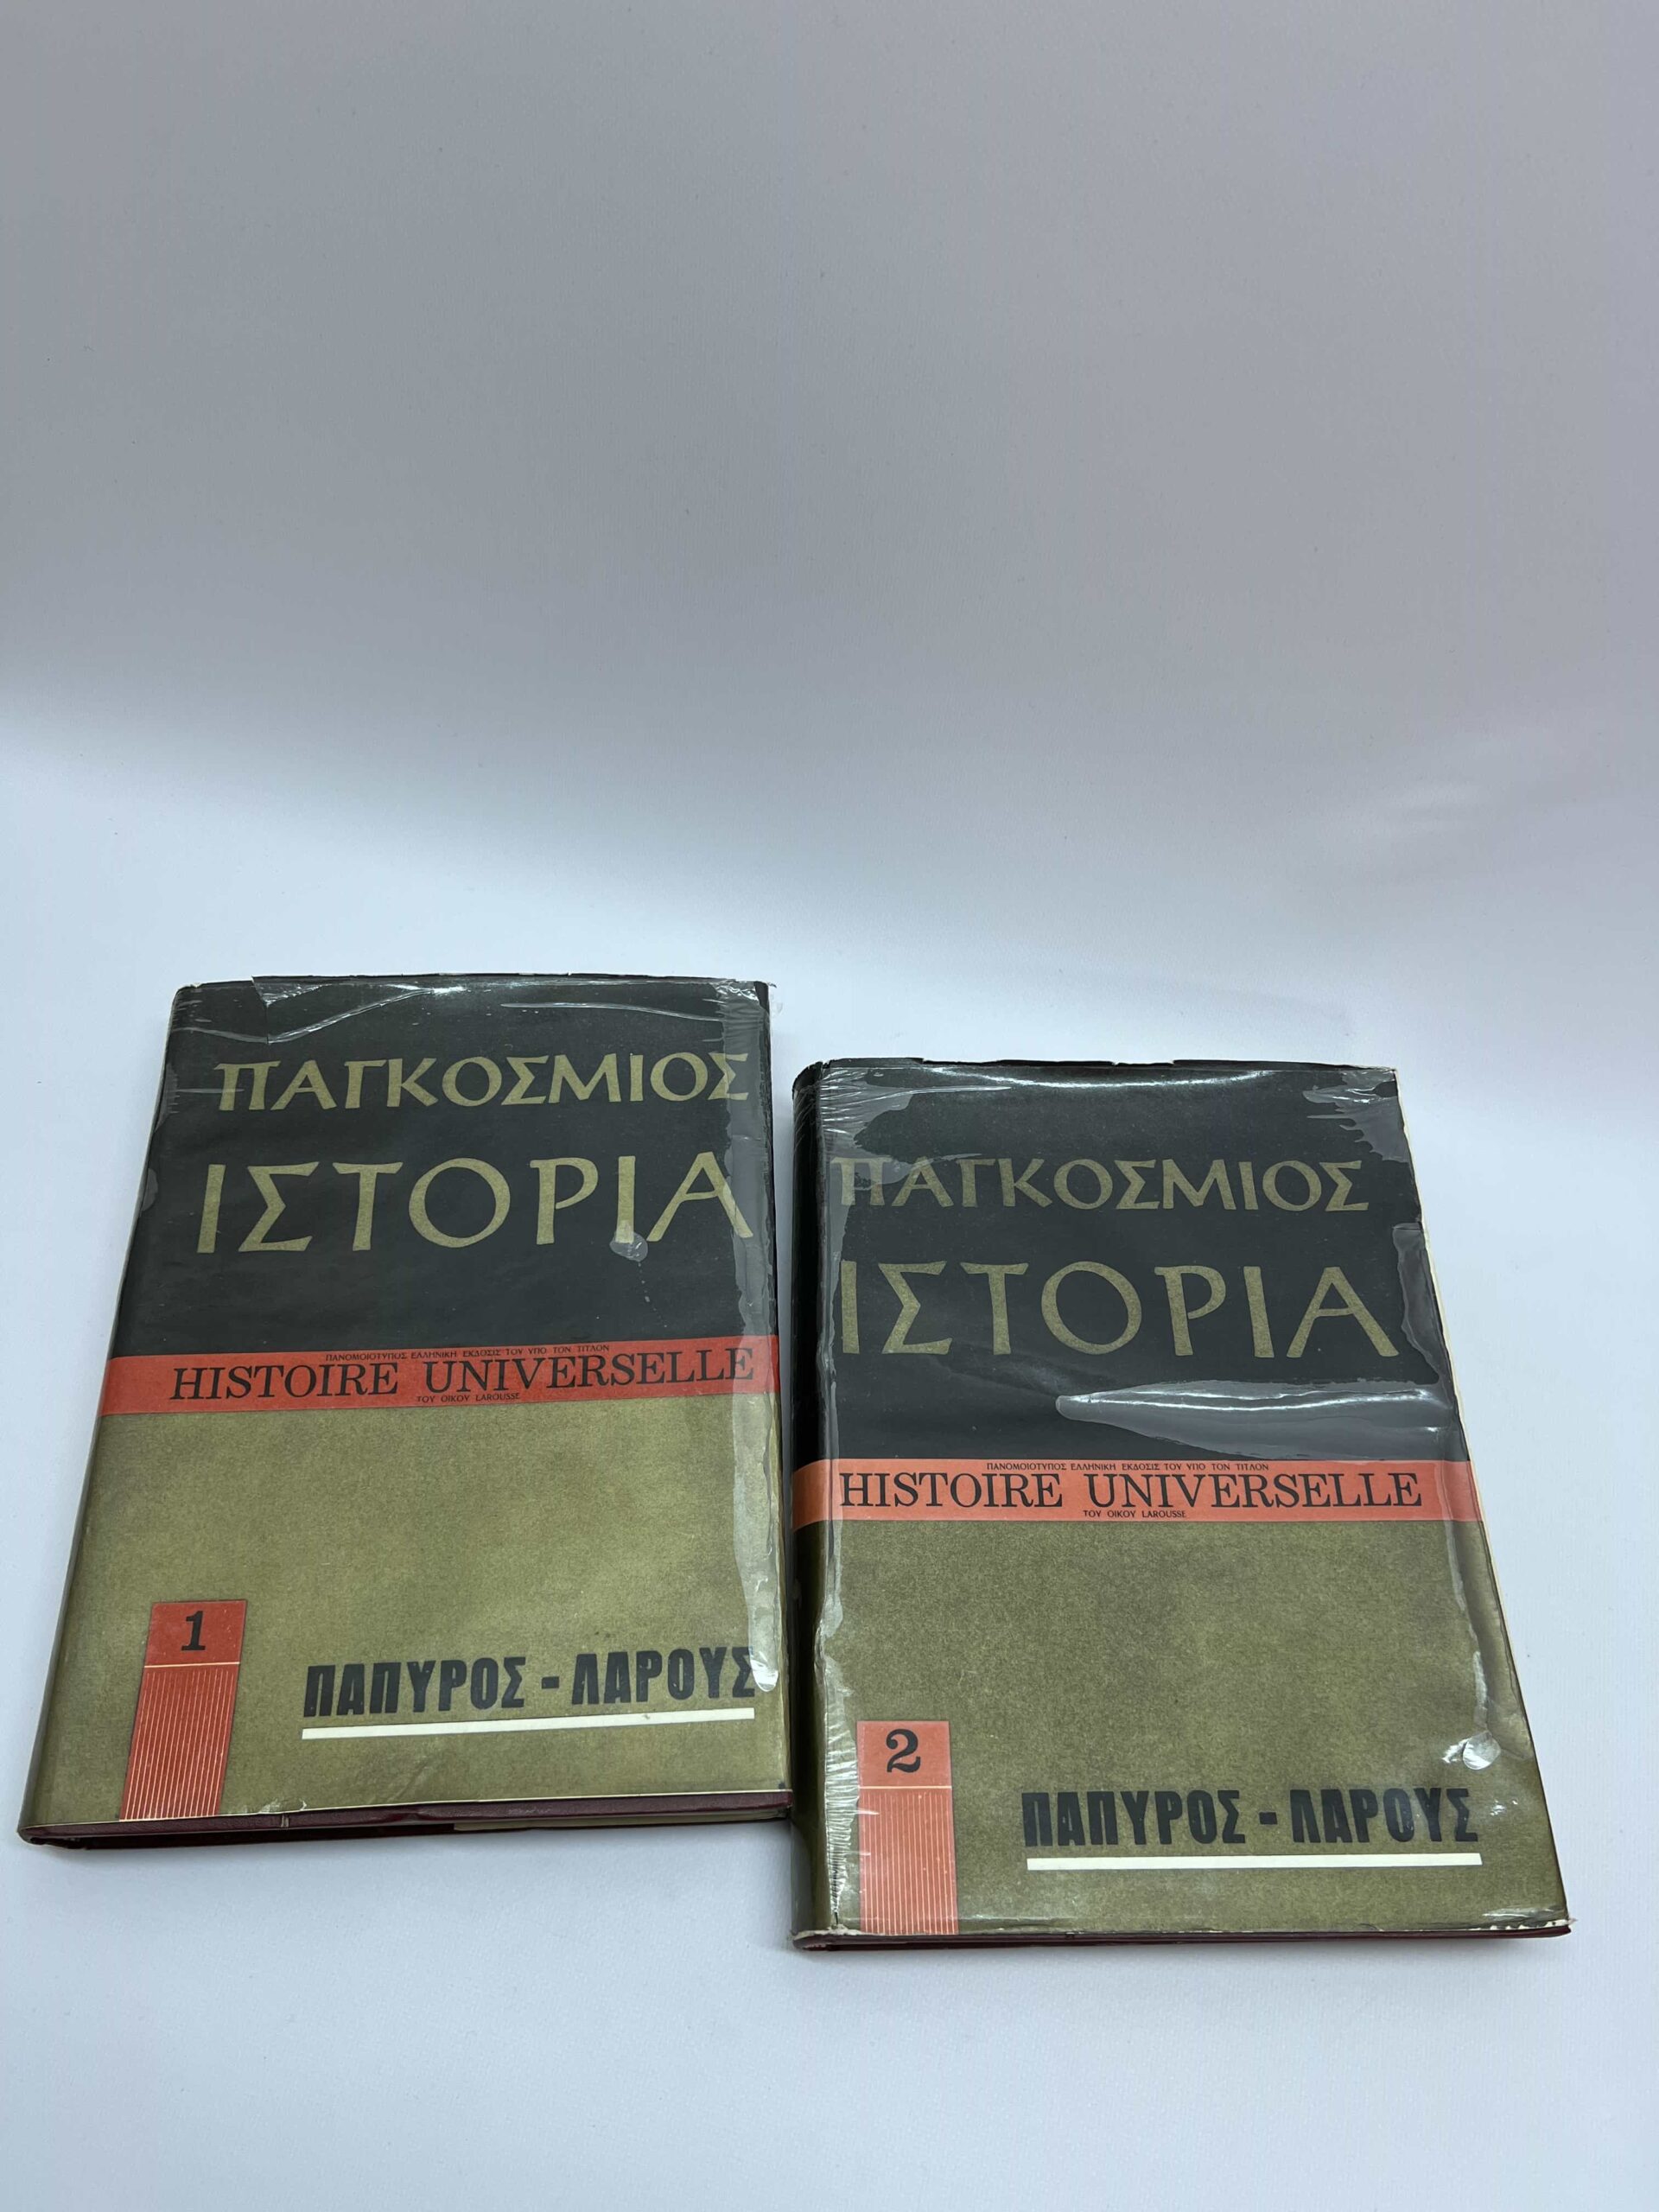 ΠΑΓΚΟΣΜΙΟΣ
ΙΣΤΟΡΙΑ
ΠΑΝΟΜΟΙΟΤΥΠΟΣ ΕΛΛΗΝΙΚΗ ΕΚΔΟΣΙΣ ΤΟΥ ΥΠΟ ΤΟΝ ΤΙΤΛΟΝ
HISTOIRE UNIVERSELLE
ΤΟΥ ΟΙΚΟΥ LAROUSSE
1
ΠΑΠΥΡΟΣ - ΛΑΡΟΥΣ
ΠΑΓΚΟΣΜΙΟΣ
ΙΣΤΟΡΙΑ
ΠΑΝΟΜΟΙΟΤΥΠΟΣ ΕΛΛΗΝΙΚΗ ΕΚΔΟΣΙΣ ΤΟΥ ΥΠΟ ΤΟΝ ΤΙΤΛΟΝ
HISTOIRE UNIVERSELLE
ΤΟΥ ΟΙΚΟΥ LAROUSSE
2
ΠΑΠΥΡΟΣ - ΛΑΡΟΥΣ